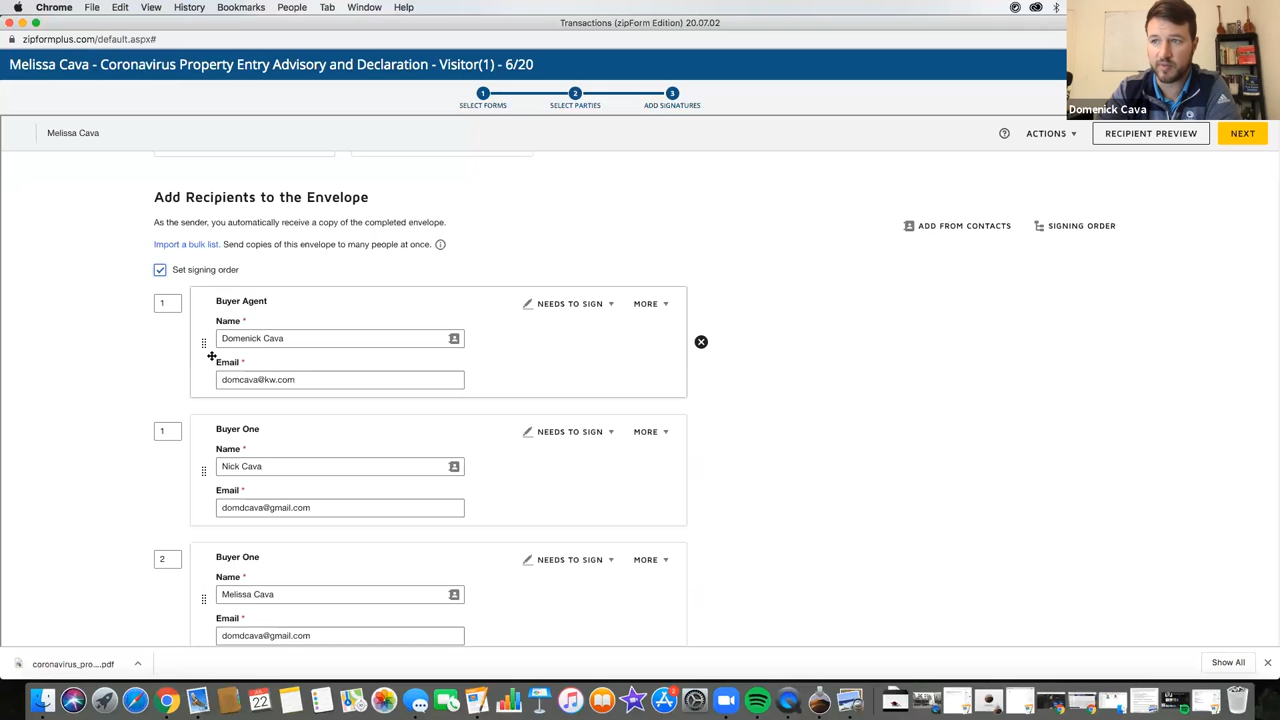 Chrome File Edit View History Bookmarks People Tab Window Help
Transactions (zipForm Edition) 20.07.02
zipformplus.com/default.aspx#
Melissa Cava - Coronavirus Property Entry Advisory and Declaration - Visitor(1) - 6/20
1 2 3
SELECT FORMS SELECT PARTIES ADD SIGNATURES
Domenick Cava
Melissa Cava
ACTIONS RECIPIENT PREVIEW NEXT
Add Recipients to the Envelope
As the sender, you automatically receive a copy of the completed envelope.
ADD FROM CONTACTS SIGNING ORDER
Import a bulk list. Send copies of this envelope to many people at once.
Set signing order
1 Buyer Agent NEEDS TO SIGN MORE
Name *
Domenick Cava
Email *
domcava@kw.com
1 Buyer One NEEDS TO SIGN MORE
Name *
Nick Cava
Email *
domdcava@gmail.com
2 Buyer One NEEDS TO SIGN MORE
Name *
Melissa Cava
Email *
domdcava@gmail.com
coronavirus_pro....pdf Show All
22